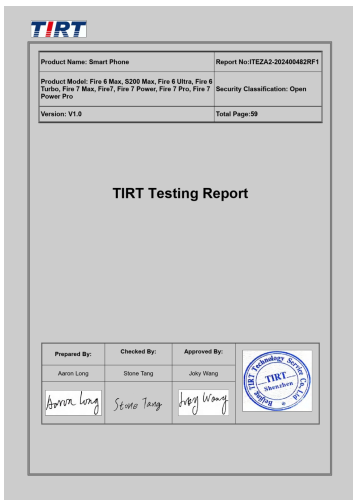 TIRT
Product Name: Smart Phone
Report No:ITEZA2-202400482RF1
Product Model: Fire 6 Max, S200 Max, Fire 6 Ultra, Fire 6
Turbo, Fire 7 Max, Fire7, Fire 7 Power, Fire 7 Pro, Fire 7
Power Pro
Security Classification: Open
Version: V1.0
Total Page:59
TIRT Testing Report
Prepared By:
Checked By:
Approved By:
Aaron Long
Stone Tang
Joky Wang
Aaron Long
Stone Tang
Joky Wang
Beijing TIRT Technology Service Co.,Ltd
TIRT
Shenzhen